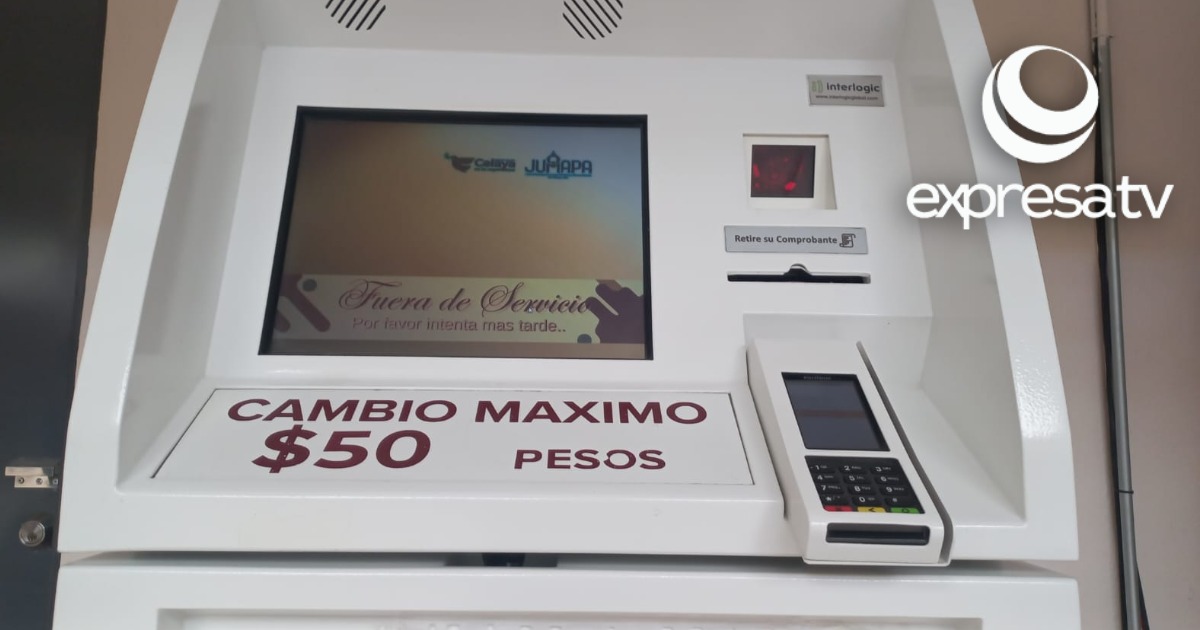 interlogic
expresatv
Celaya
JUMAPA
Retire su Comprobante
Fuera de Servicio
Por favor intenta mas tarde..
CAMBIO MAXIMO
$50 PESOS